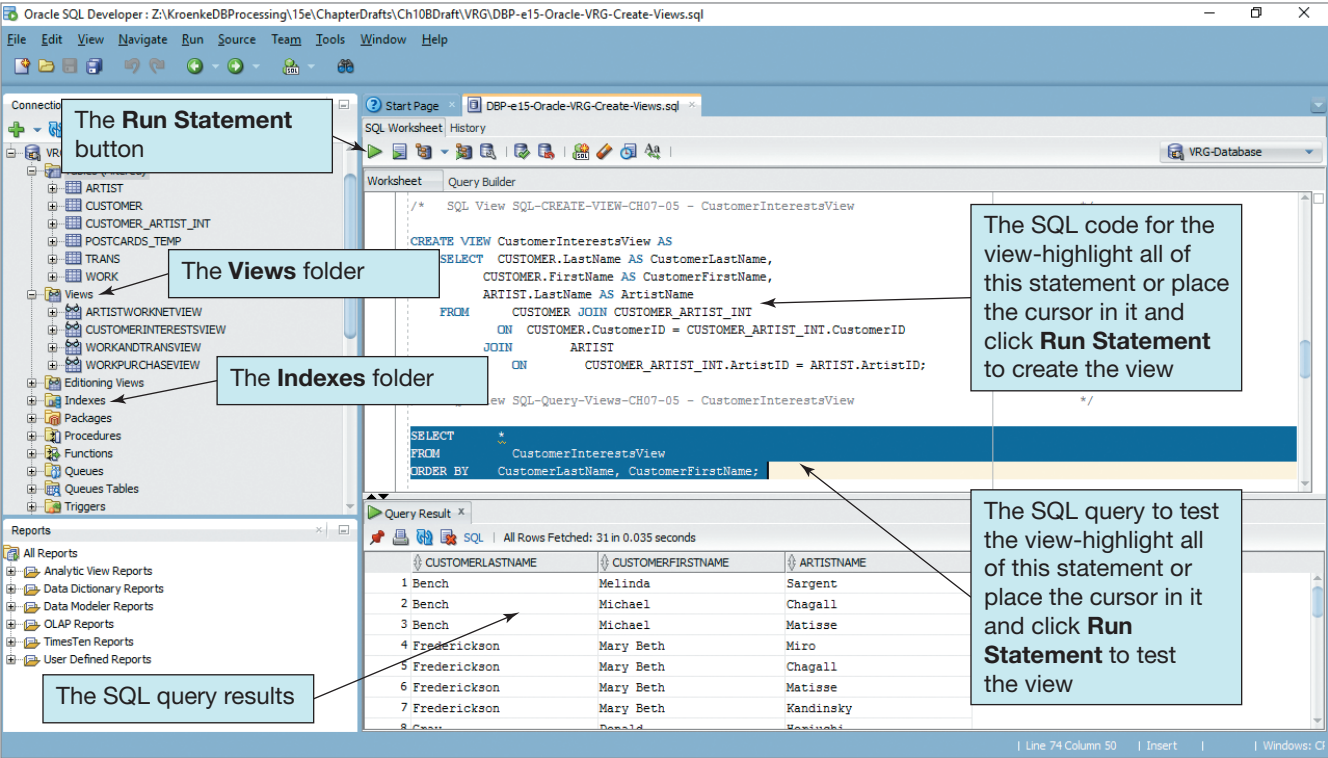 Oracle SQL Developer : Z:\KroenkeDBProcessing\15e\ChapterDrafts\Ch10BDraft\VRG\DBP-e15-Oracle-VRG-Create-Views.sql
File Edit View Navigate Run Source Team Tools Window Help
Start Page DBP-e15-Oracle-VRG-Create-Views.sql
SQL Worksheet History
VRG-Database
Worksheet Query Builder
The Run Statement
button
ARTIST
CUSTOMER
CUSTOMER_ARTIST_INT
POSTCARDS_TEMP
TRANS
WORK
Views
ARTISTWORKNETVIEW
CUSTOMERINTERESTSVIEW
WORKANDTRANSVIEW
WORKPURCHASEVIEW
Editioning Views
Indexes
Packages
Procedures
Functions
Queues
Queues Tables
Triggers
The Views folder
The Indexes folder
/* SQL View SQL-CREATE-VIEW-CH07-05 - CustomerInterestsView
CREATE VIEW CustomerInterestsView AS
SELECT CUSTOMER.LastName AS CustomerLastName,
CUSTOMER.FirstName AS CustomerFirstName,
ARTIST.LastName AS ArtistName
FROM CUSTOMER JOIN CUSTOMER_ARTIST_INT
ON CUSTOMER.CustomerID = CUSTOMER_ARTIST_INT.CustomerID
JOIN ARTIST
ON CUSTOMER_ARTIST_INT.ArtistID = ARTIST.ArtistID;
SQL-Query-Views-CH07-05 - CustomerInterestsView */
SELECT *
FROM CustomerInterestsView
ORDER BY CustomerLastName, CustomerFirstName;
The SQL code for the
view-highlight all of
this statement or place
the cursor in it and
click Run Statement
to create the view
The SQL query to test
the view-highlight all
of this statement or
place the cursor in it
and click Run
Statement to test
the view
Reports
All Reports
Analytic View Reports
Data Dictionary Reports
Data Modeler Reports
OLAP Reports
TimesTen Reports
User Defined Reports
The SQL query results
Query Result
SQL | All Rows Fetched: 31 in 0.035 seconds
CUSTOMERLASTNAME CUSTOMERFIRSTNAME ARTISTNAME
1 Bench Melinda Sargent
2 Bench Michael Chagall
3 Bench Michael Matisse
4 Frederickson Mary Beth Miro
5 Frederickson Mary Beth Chagall
6 Frederickson Mary Beth Matisse
7 Frederickson Mary Beth Kandinsky
| Line 74 Column 50 | Insert | | Windows: